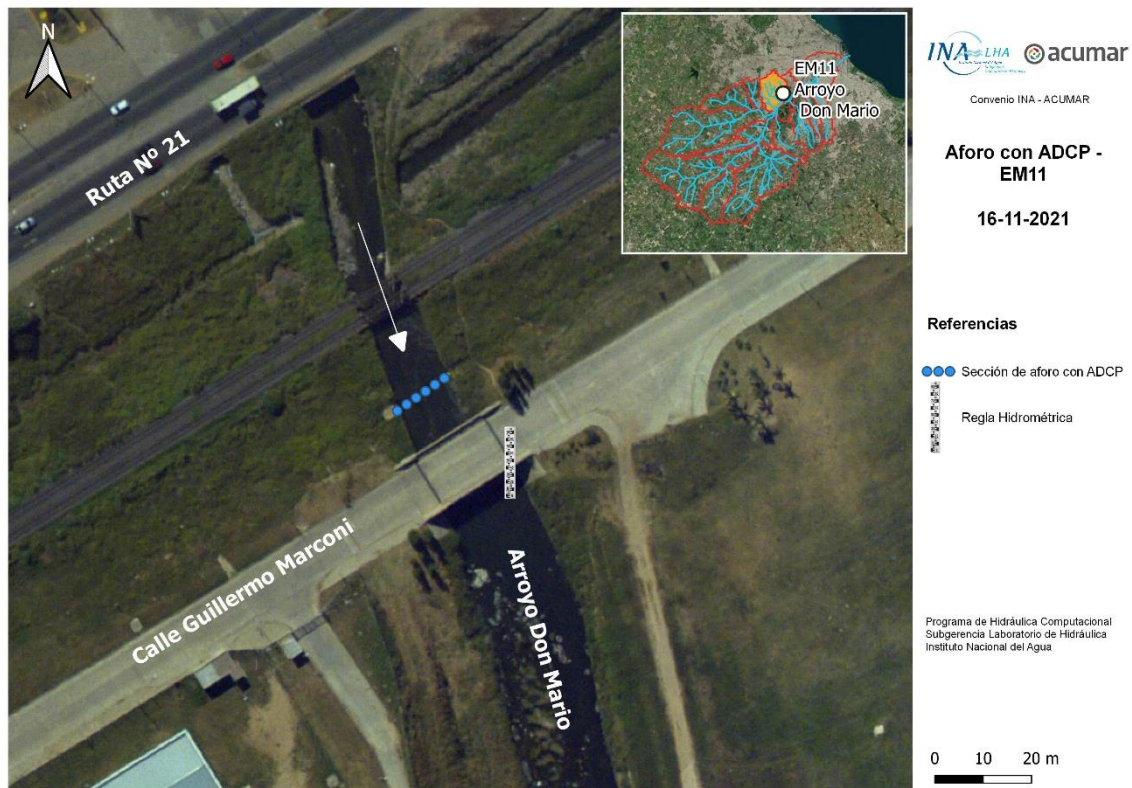 N
Ruta Nº 21
EM11
Arroyo
Don Mario
Calle Guillermo Marconi
Arroyo Don Mario
INA LHA
acumar
Convenio INA - ACUMAR
Aforo con ADCP -
EM11
16-11-2021
Referencias
Sección de aforo con ADCP
Regla Hidrométrica
Programa de Hidráulica Computacional
Subgerencia Laboratorio de Hidráulica
Instituto Nacional del Agua
0 10 20 m